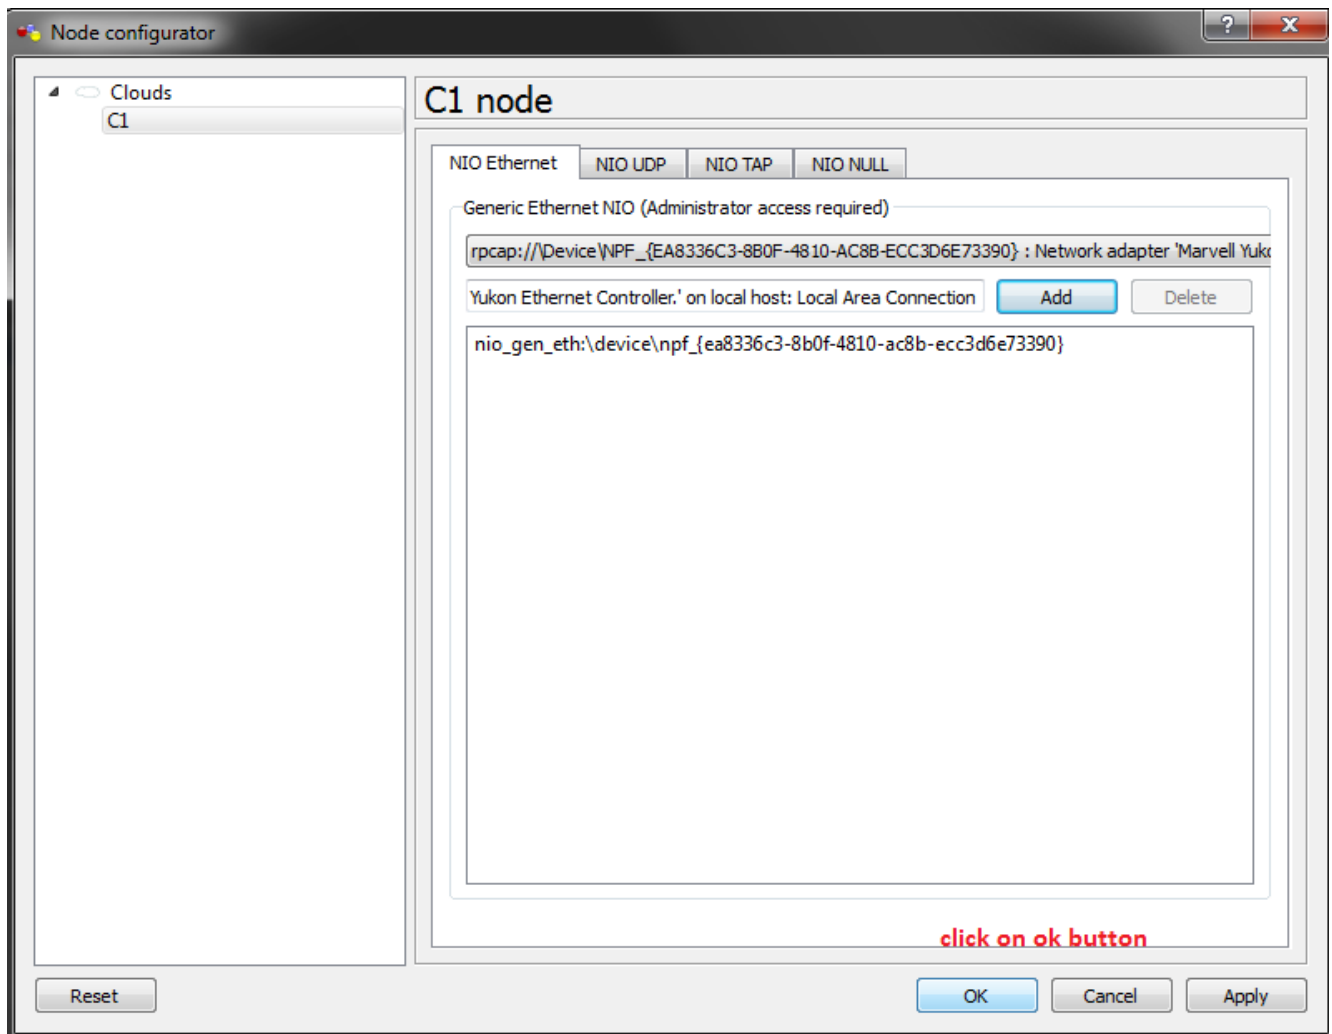 Node configurator
?
X
Clouds
C1
C1 node
NIO Ethernet
NIO UDP
NIO TAP
NIO NULL
Generic Ethernet NIO (Administrator access required)
rpcap://\Device\NPF_{EA8336C3-8B0F-4810-AC8B-ECC3D6E73390} : Network adapter 'Marvell Yuko
Yukon Ethernet Controller.' on local host: Local Area Connection
Add
Delete
nio_gen_eth:\device\npf_{ea8336c3-8b0f-4810-ac8b-ecc3d6e73390}
click on ok button
Reset
OK
Cancel
Apply